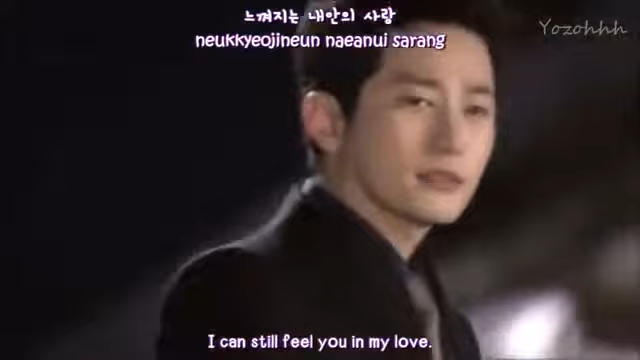 느껴지는 내안의 사랑
Yozohhh
neukkyeojineun naeanui sarang
I can still feel you in my love.